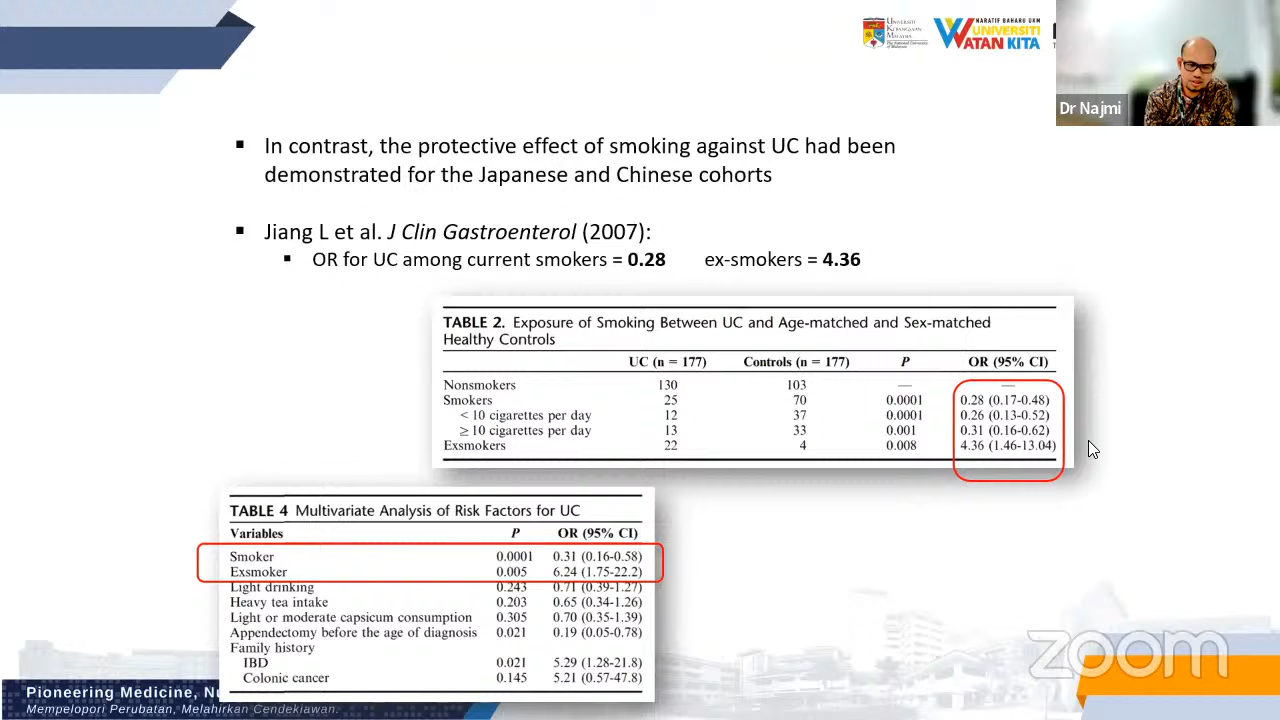 UNIVERSITI
KEBANGSAAN
MALAYSIA
The National University
of Malaysia
NARATIF BAHARU UKM
UNIVERSITI
WATAN KITA
Dr Najmi
▪ In contrast, the protective effect of smoking against UC had been
demonstrated for the Japanese and Chinese cohorts
▪ Jiang L et al. J Clin Gastroenterol (2007):
▪ OR for UC among current smokers = 0.28 ex-smokers = 4.36
TABLE 2. Exposure of Smoking Between UC and Age-matched and Sex-matched
Healthy Controls
UC (n = 177) Controls (n = 177) P OR (95% CI)
Nonsmokers 130 103 — —
Smokers 25 70 0.0001 0.28 (0.17-0.48)
< 10 cigarettes per day 12 37 0.0001 0.26 (0.13-0.52)
≥ 10 cigarettes per day 13 33 0.001 0.31 (0.16-0.62)
Exsmokers 22 4 0.008 4.36 (1.46-13.04)
TABLE 4 Multivariate Analysis of Risk Factors for UC
Variables P OR (95% CI)
Smoker 0.0001 0.31 (0.16-0.58)
Exsmoker 0.005 6.24 (1.75-22.2)
Light drinking 0.243 0.71 (0.39-1.27)
Heavy tea intake 0.203 0.65 (0.34-1.26)
Light or moderate capsicum consumption 0.305 0.70 (0.35-1.39)
Appendectomy before the age of diagnosis 0.021 0.19 (0.05-0.78)
Family history
IBD 0.021 5.29 (1.28-21.8)
Colonic cancer 0.145 5.21 (0.57-47.8)
zoom
Pioneering Medicine, Nu
Mempelopori Perubatan, Melahirkan Cendekiawan.